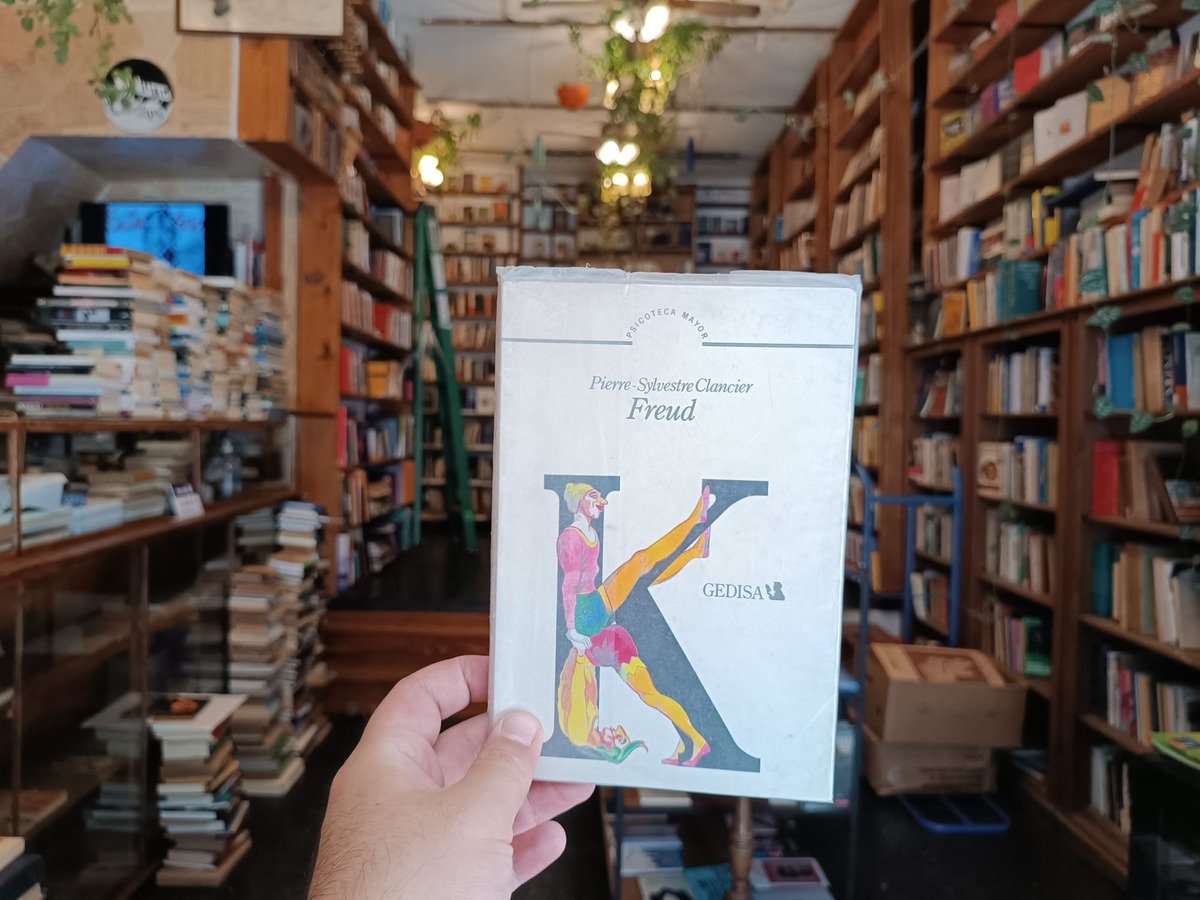 PSICOTECA MAYOR
Pierre-Sylvestre Clancier
Freud
K
GEDISA